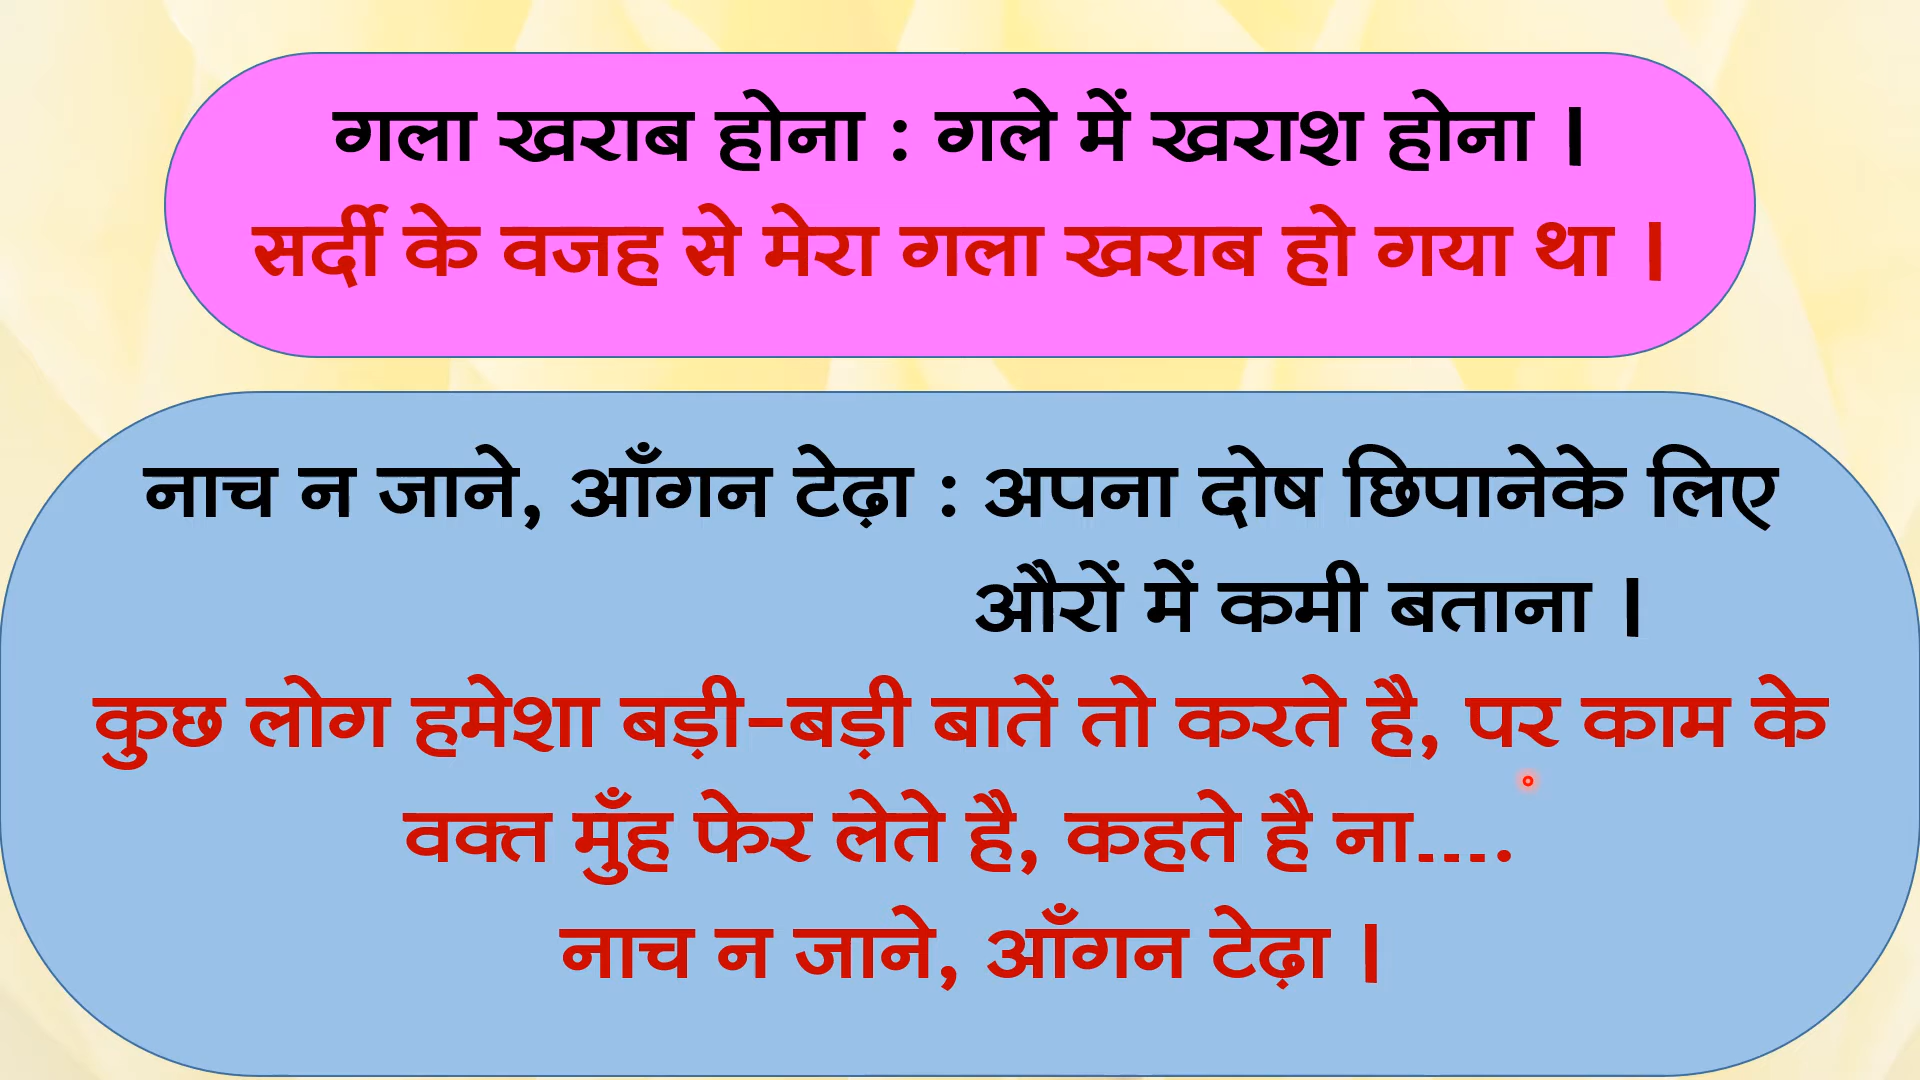 गला खराब होना : गले में खराश होना ।
सर्दी के वजह से मेरा गला खराब हो गया था ।
नाच न जाने, आँगन टेढ़ा : अपना दोष छिपानेके लिए
औरों में कमी बताना ।
कुछ लोग हमेशा बड़ी-बड़ी बातें तो करते है, पर काम के
वक्त मुँह फेर लेते है, कहते है ना....
नाच न जाने, आँगन टेढ़ा ।